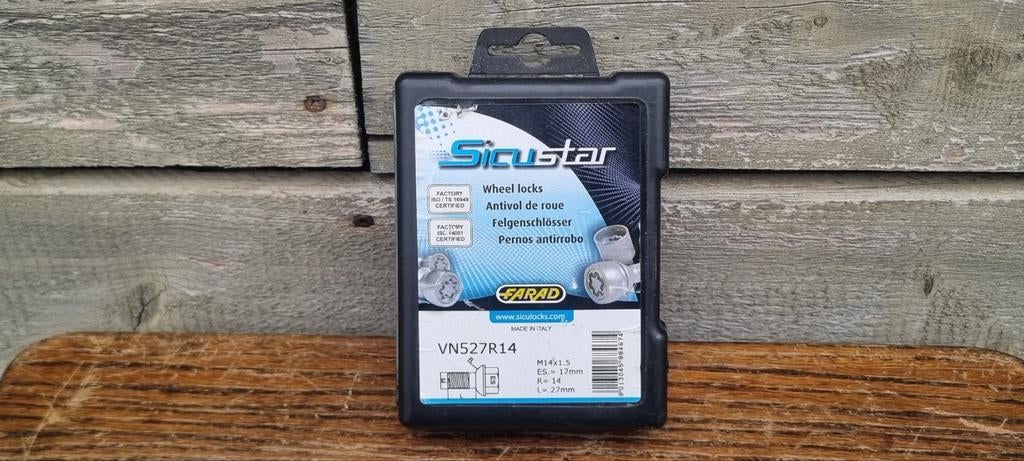 Sicustar
FACTORY
ISO / TS 16949
CERTIFIED
FACTORY
ISO 14001
CERTIFIED
Wheel locks
Antivol de roue
Felgenschlösser
Pernos antirrobo
FARAD
www.siculocks.com
MADE IN ITALY
VN527R14
M14x1.5
ES.= 17mm
R= 14
L= 27mm
R
M
ES
L